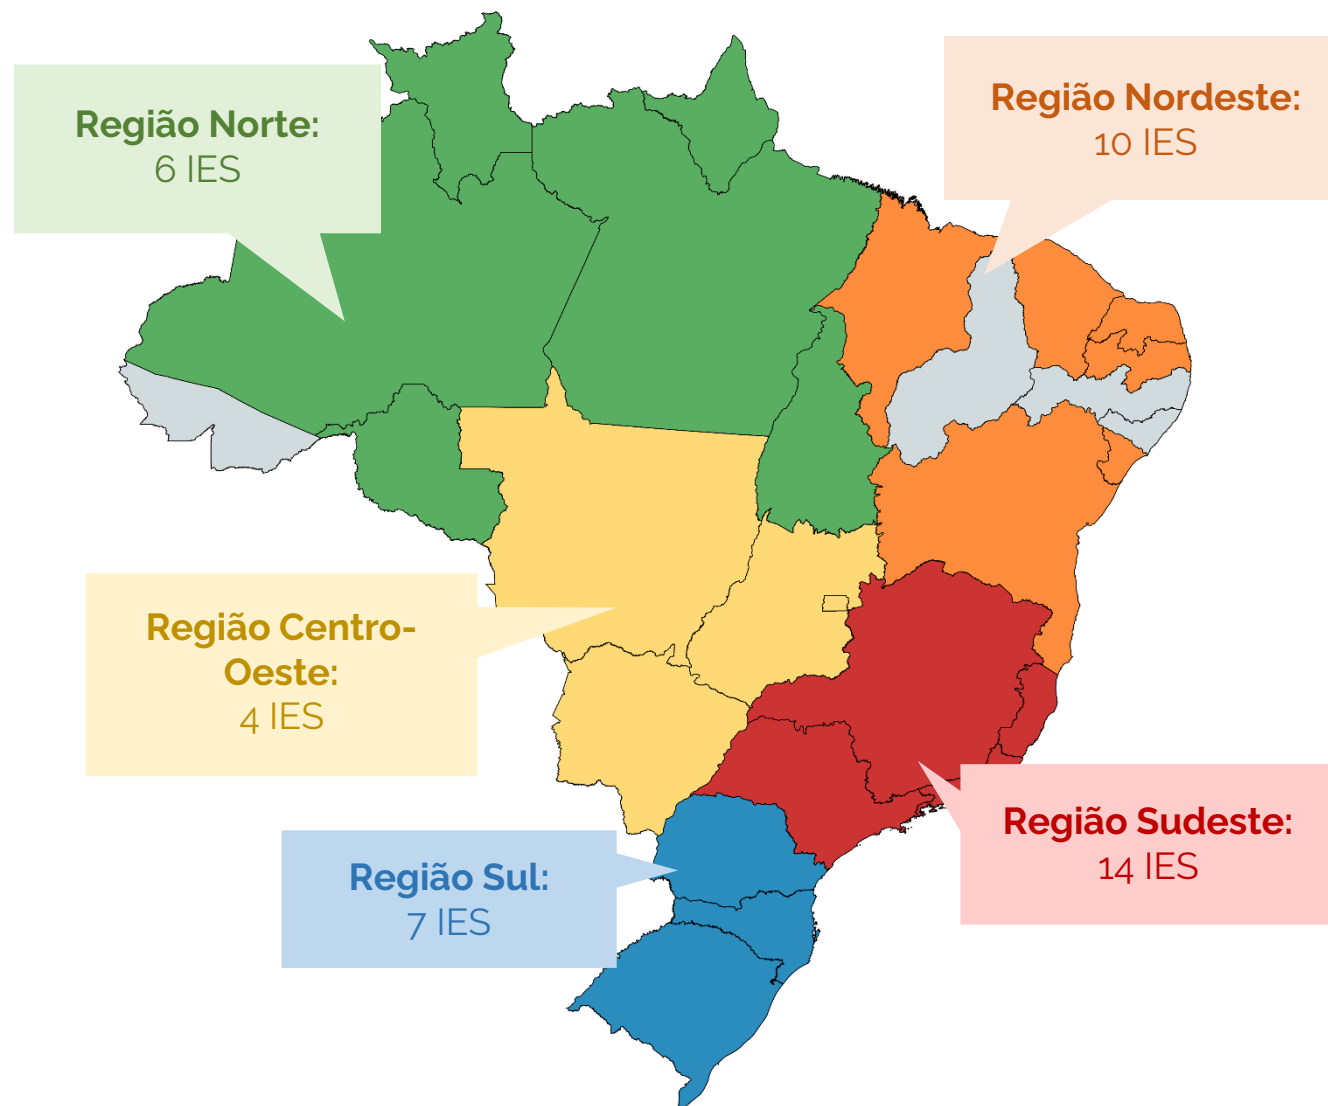 Região Norte:
6 IES
Região Nordeste:
10 IES
Região Centro-
Oeste:
4 IES
Região Sudeste:
14 IES
Região Sul:
7 IES